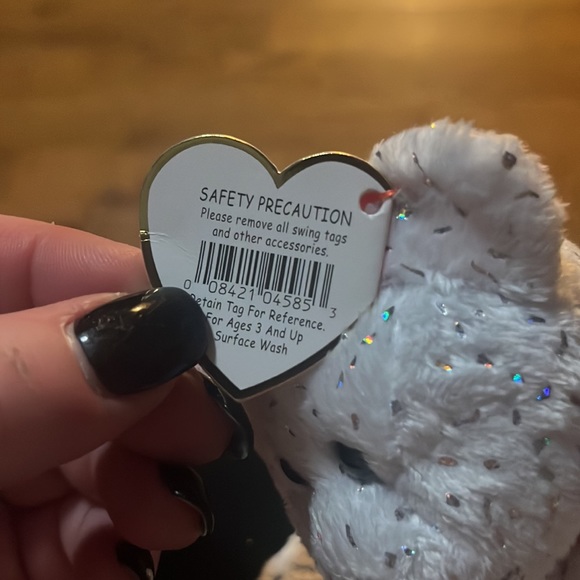 SAFETY PRECAUTION
Please remove all swing tags
and other accessories.
0 08421 04585 3
Retain Tag For Reference.
For Ages 3 And Up
Surface Wash